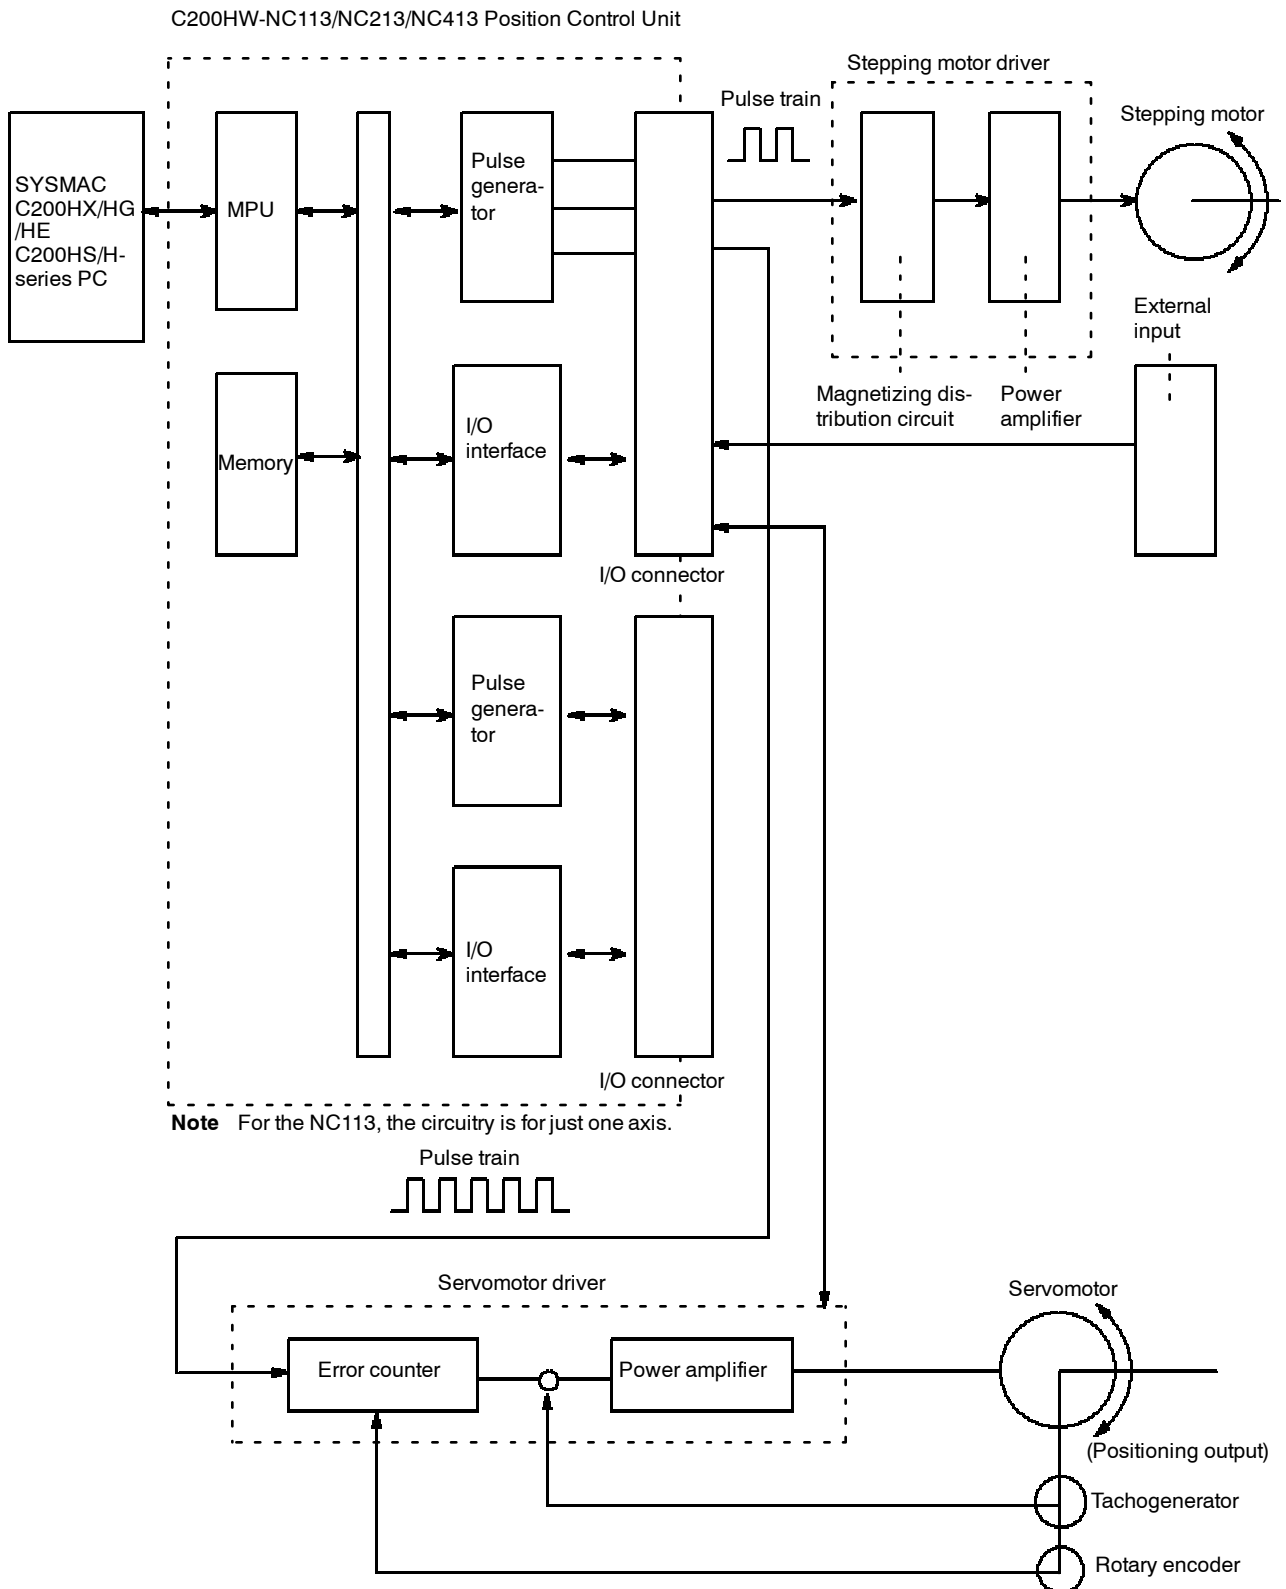 C200HW-NC113/NC213/NC413 Position Control Unit
Stepping motor driver
Pulse train
Stepping motor
SYSMAC
C200HX/HG
/HE
C200HS/H-
series PC
MPU
Pulse
genera-
tor
External
input
Magnetizing dis-
tribution circuit
Power
amplifier
Memory
I/O
interface
I/O connector
Pulse
genera-
tor
I/O
interface
I/O connector
Note For the NC113, the circuitry is for just one axis.
Pulse train
Servomotor driver
Servomotor
Error counter
Power amplifier
(Positioning output)
Tachogenerator
Rotary encoder